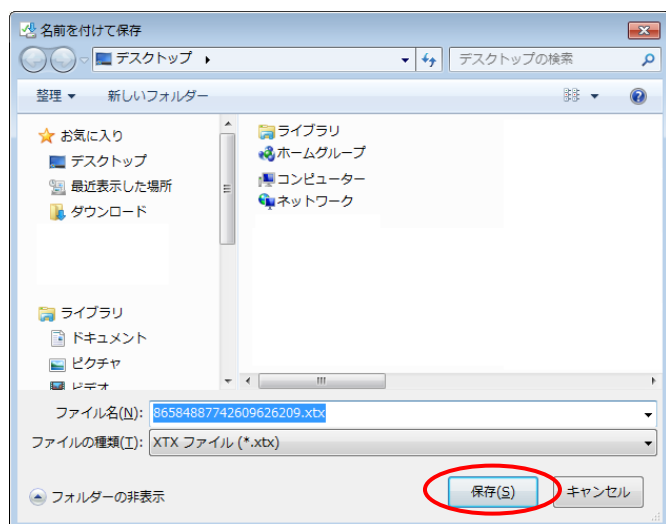 名前を付けて保存
デスクトップ
デスクトップの検索
整理 新しいフォルダー
お気に入り
デスクトップ
最近表示した場所
ダウンロード
ライブラリ
ドキュメント
ピクチャ
ビデオ
ライブラリ
ホームグループ
コンピューター
ネットワーク
ファイル名(N): 86584887742609626209.xtx
ファイルの種類(T): XTX ファイル (*.xtx)
フォルダーの非表示
保存(S) キャンセル